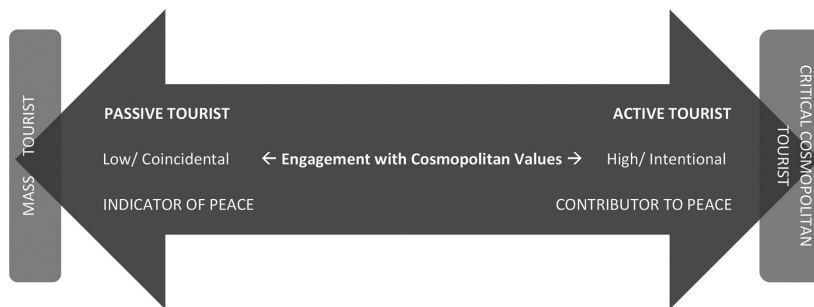 MASS TOURIST
PASSIVE TOURIST
ACTIVE TOURIST
Low/ Coincidental
← Engagement with Cosmopolitan Values →
High/ Intentional
INDICATOR OF PEACE
CONTRIBUTOR TO PEACE
CRITICAL COSMOPOLITAN
TOURIST